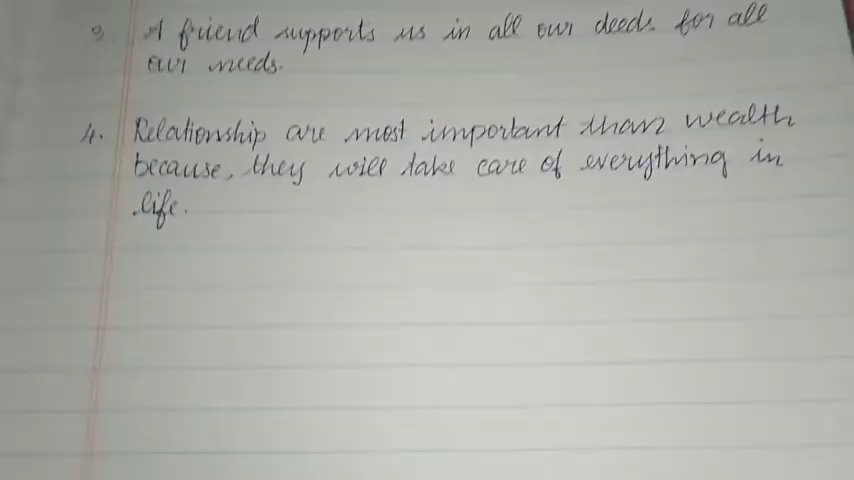 3. A friend supports us in all our deeds for all
our needs.
4. Relationship are most important than wealth
because, they will take care of everything in
life.